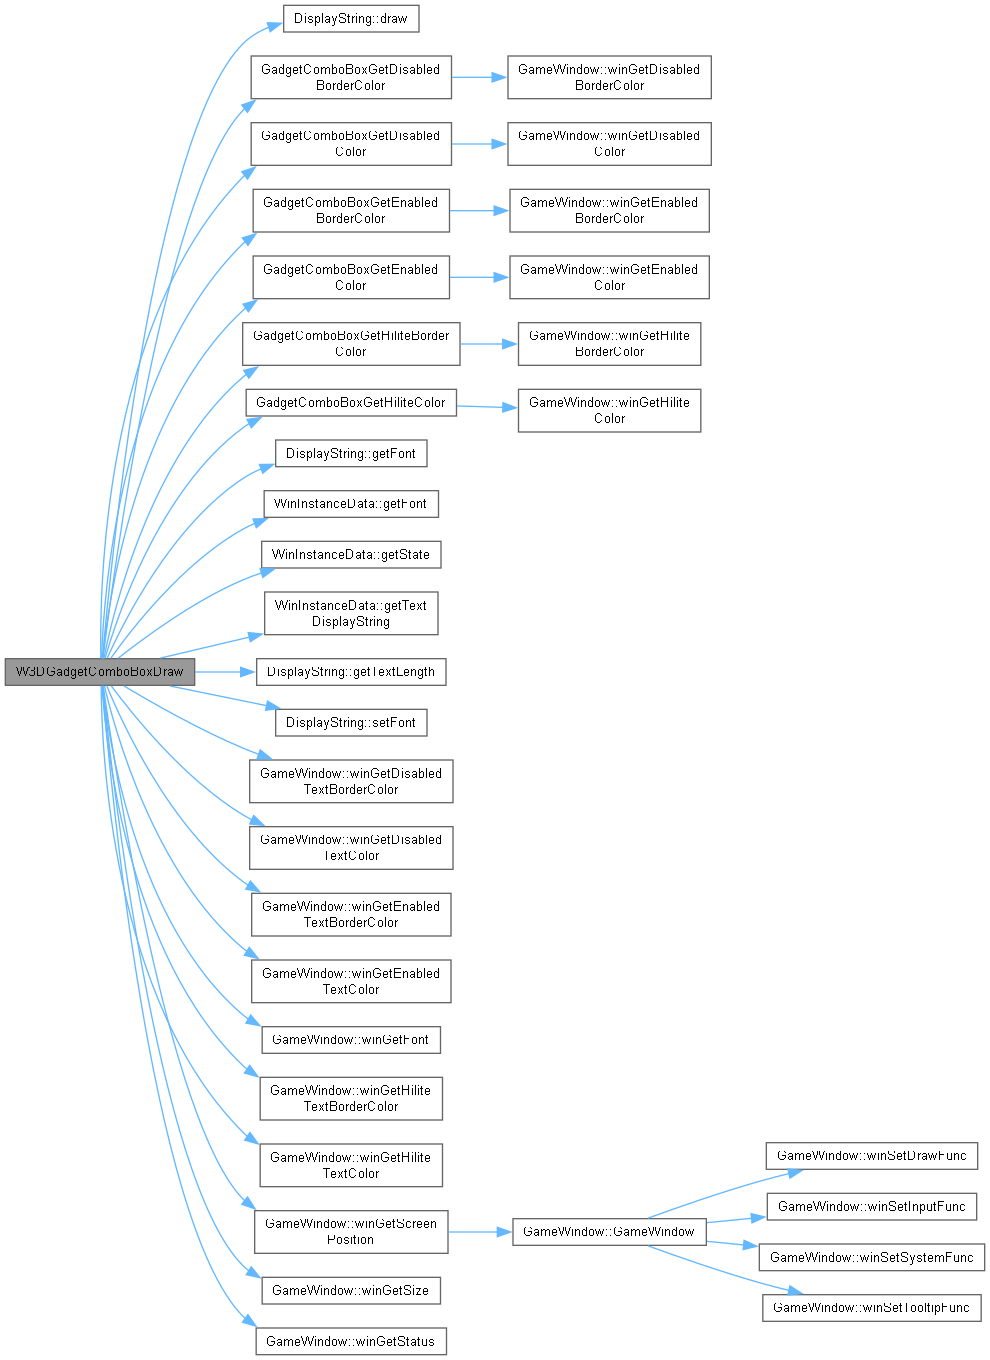 DisplayString::draw
GadgetComboBoxGetDisabled
BorderColor
GameWindow::winGetDisabled
BorderColor
GadgetComboBoxGetDisabled
Color
GameWindow::winGetDisabled
Color
GadgetComboBoxGetEnabled
BorderColor
GameWindow::winGetEnabled
BorderColor
GadgetComboBoxGetEnabled
Color
GameWindow::winGetEnabled
Color
GadgetComboBoxGetHiliteBorder
Color
GameWindow::winGetHilite
BorderColor
GadgetComboBoxGetHiliteColor
GameWindow::winGetHilite
Color
DisplayString::getFont
WinInstanceData::getFont
WinInstanceData::getState
WinInstanceData::getText
DisplayString
W3DGadgetComboBoxDraw
DisplayString::getTextLength
DisplayString::setFont
GameWindow::winGetDisabled
TextBorderColor
GameWindow::winGetDisabled
TextColor
GameWindow::winGetEnabled
TextBorderColor
GameWindow::winGetEnabled
TextColor
GameWindow::winGetFont
GameWindow::winGetHilite
TextBorderColor
GameWindow::winGetHilite
TextColor
GameWindow::winGetScreen
Position
GameWindow::GameWindow
GameWindow::winSetDrawFunc
GameWindow::winSetInputFunc
GameWindow::winSetSystemFunc
GameWindow::winSetTooltipFunc
GameWindow::winGetSize
GameWindow::winGetStatus